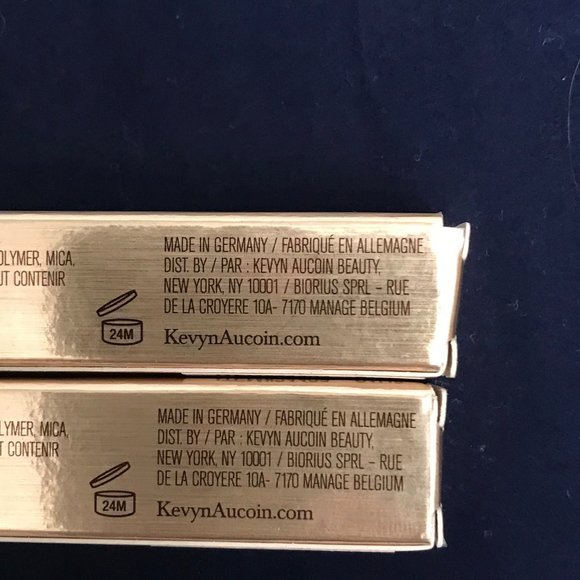 OLYMER, MICA,
UT CONTENIR
MADE IN GERMANY / FABRIQUÉ EN ALLEMAGNE
DIST. BY / PAR : KEVYN AUCOIN BEAUTY,
NEW YORK, NY 10001 / BIORIUS SPRL – RUE
DE LA CROYERE 10A- 7170 MANAGE BELGIUM
24M
KevynAucoin.com
LYMER, MICA,
T CONTENIR
MADE IN GERMANY / FABRIQUÉ EN ALLEMAGNE
DIST. BY / PAR : KEVYN AUCOIN BEAUTY,
NEW YORK, NY 10001 / BIORIUS SPRL – RUE
DE LA CROYERE 10A- 7170 MANAGE BELGIUM
24M
KevynAucoin.com